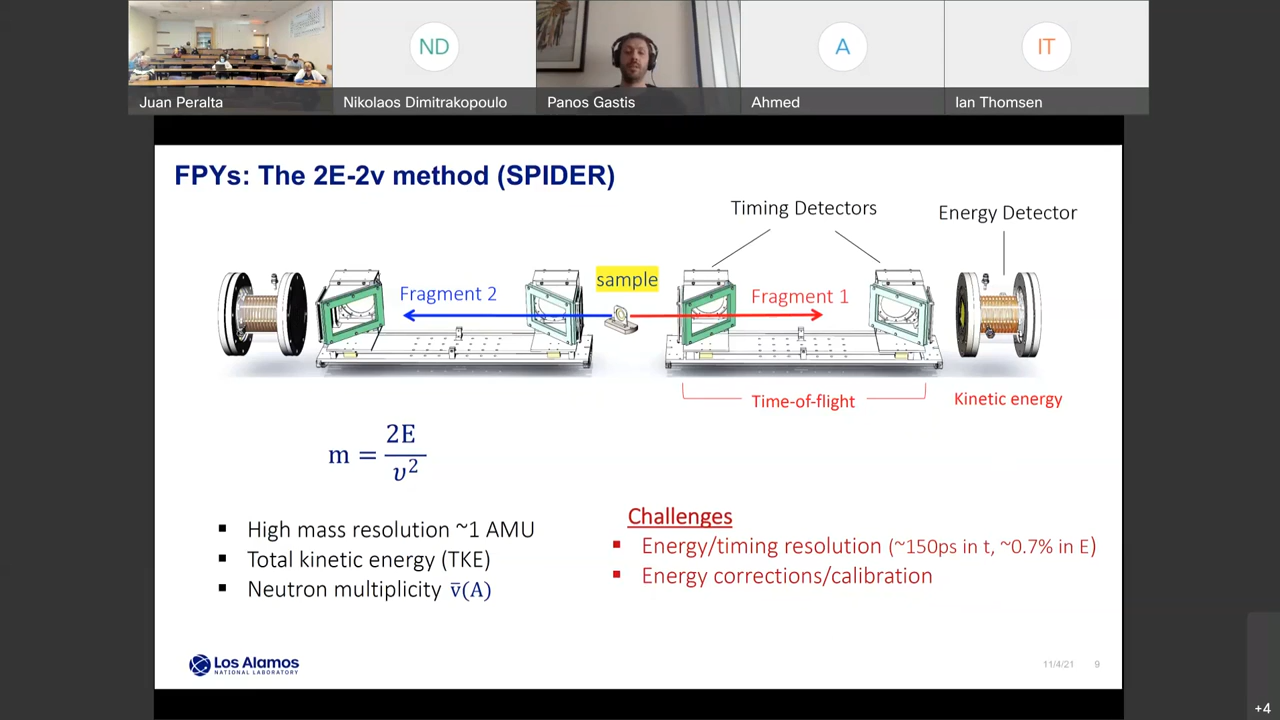 ND
A
IT
Juan Peralta
Nikolaos Dimitrakopoulo
Panos Gastis
Ahmed
Ian Thomsen
FPYs: The 2E-2v method (SPIDER)
Timing Detectors
Energy Detector
sample
Fragment 2
Fragment 1
Time-of-flight
Kinetic energy
m = 2E / υ²
▪ High mass resolution ~1 AMU
▪ Total kinetic energy (TKE)
▪ Neutron multiplicity v̄(A)
Challenges
▪ Energy/timing resolution (~150ps in t, ~0.7% in E)
▪ Energy corrections/calibration
Los Alamos
NATIONAL LABORATORY
11/4/21 9
+4